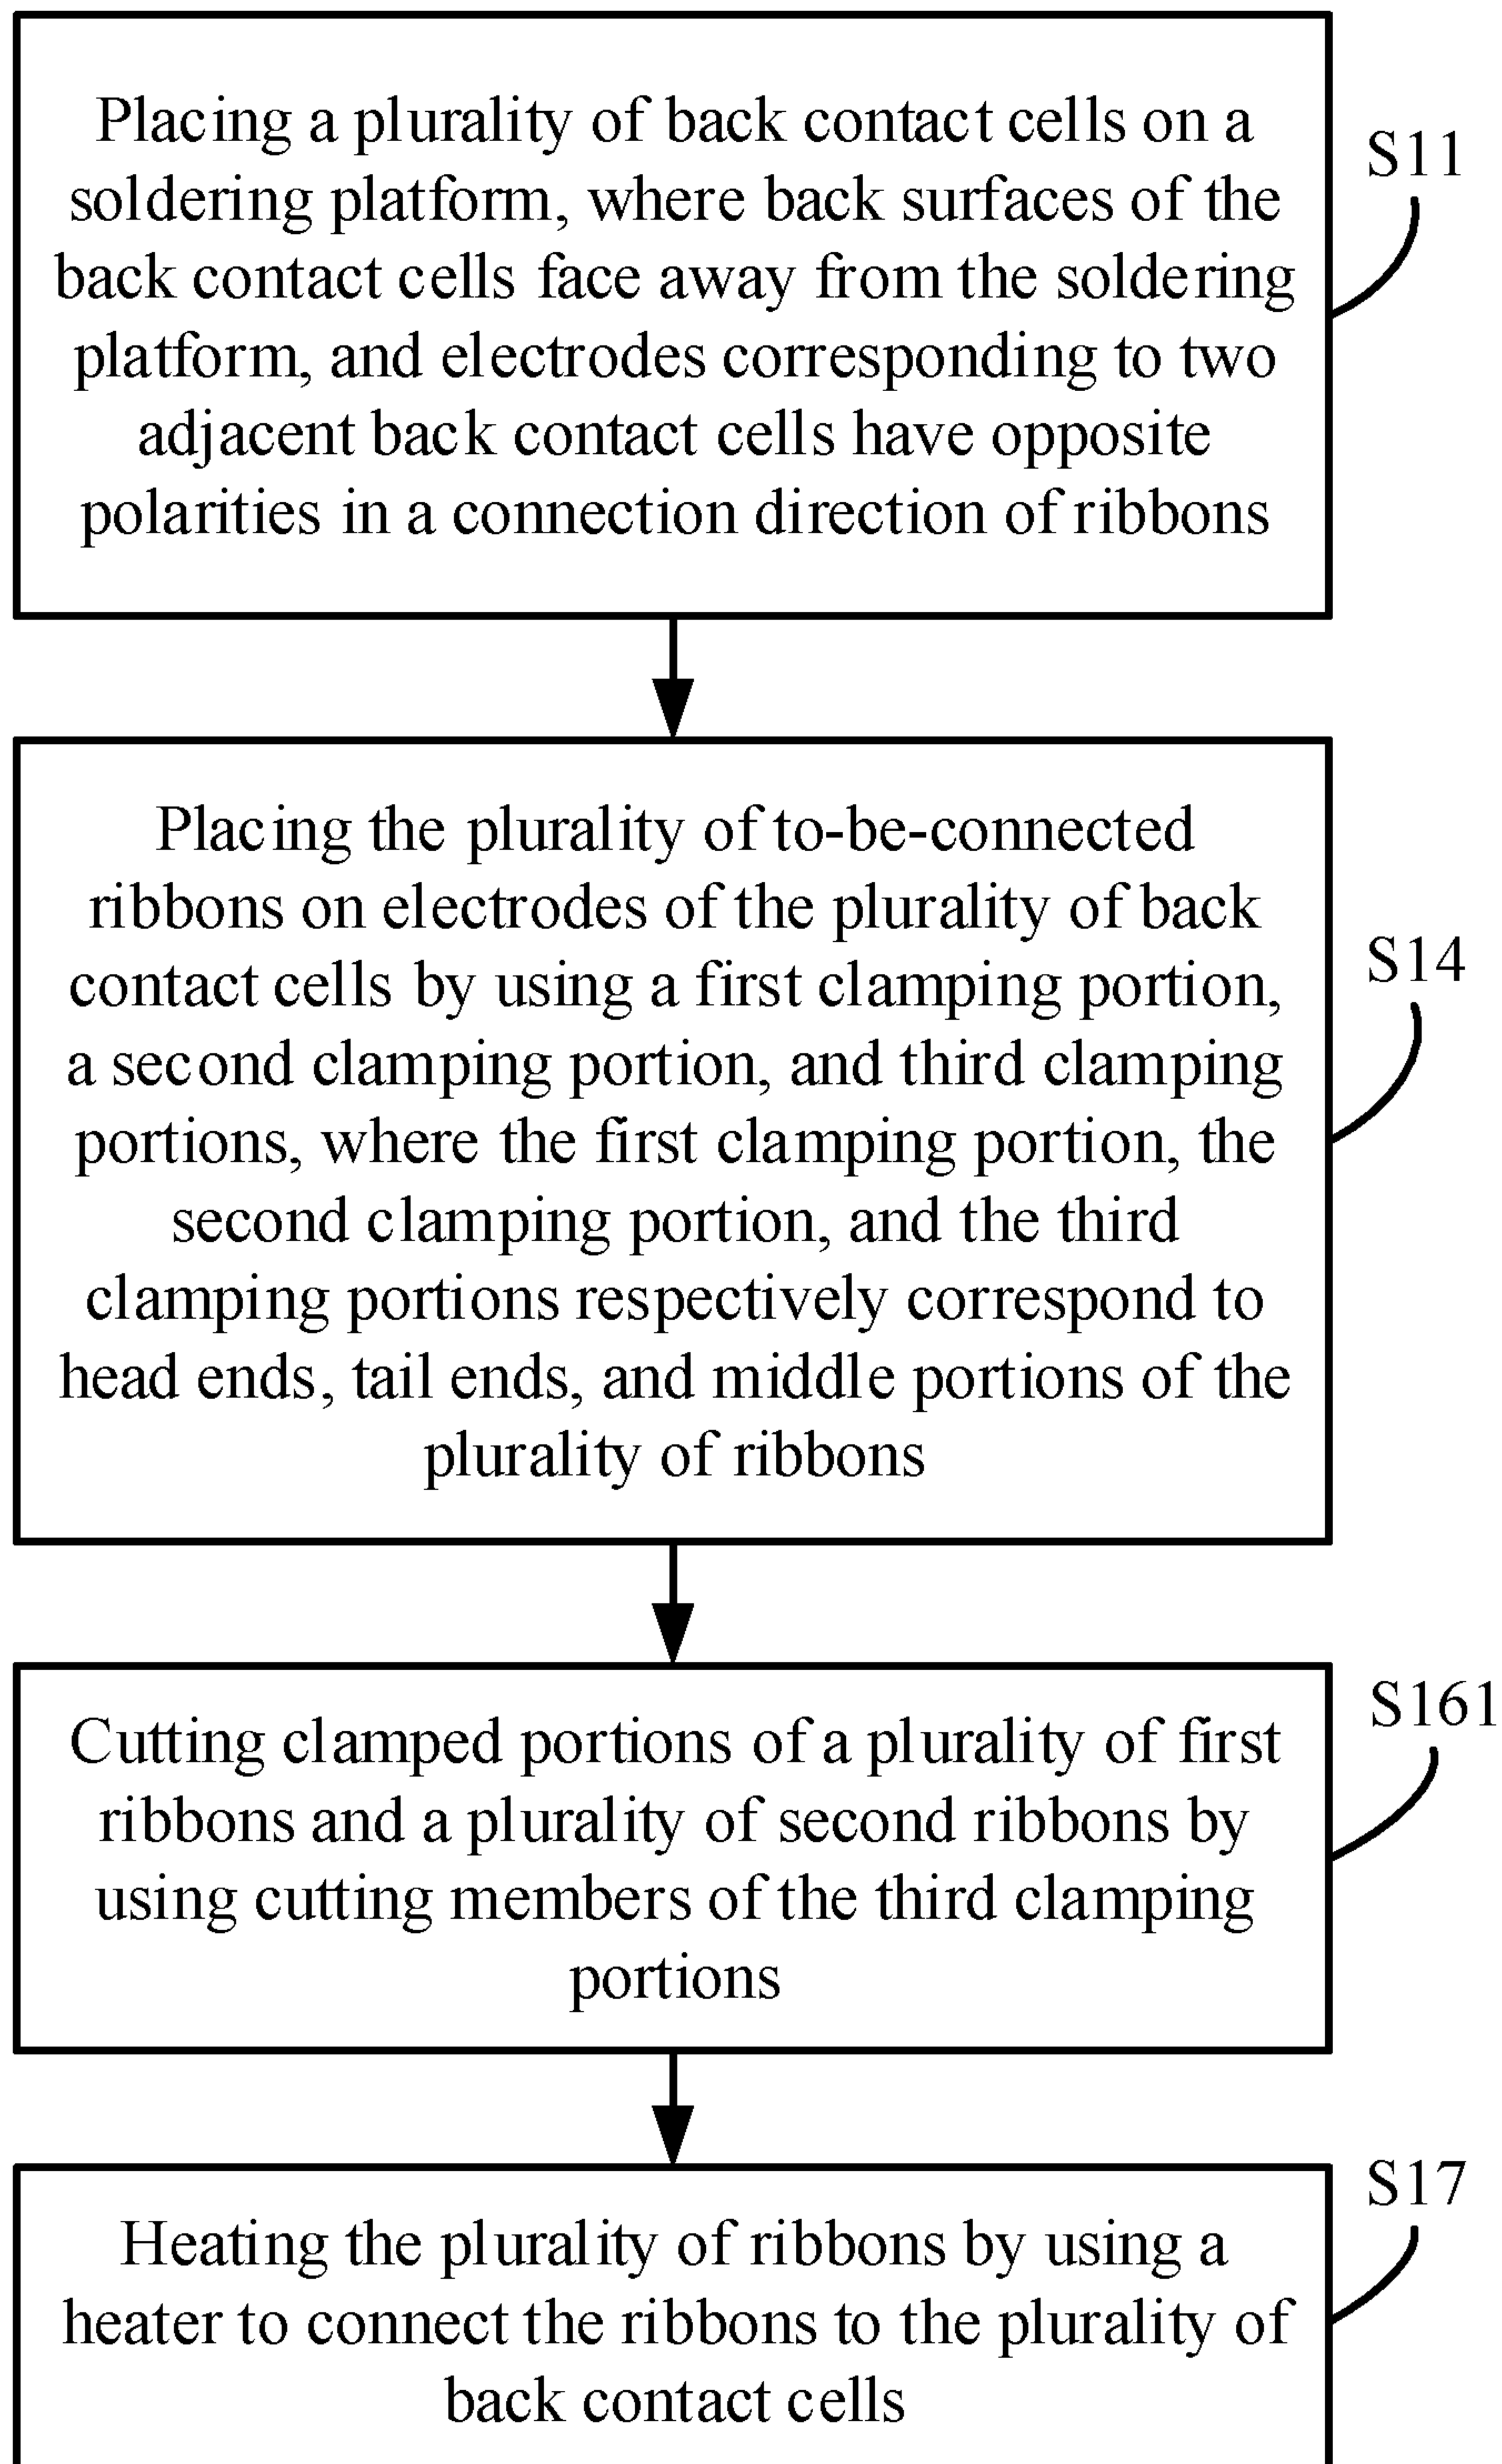 Placing a plurality of back contact cells on a
soldering platform, where back surfaces of the
back contact cells face away from the soldering
platform, and electrodes corresponding to two
adjacent back contact cells have opposite
polarities in a connection direction of ribbons
S11
Placing the plurality of to-be-connected
ribbons on electrodes of the plurality of back
contact cells by using a first clamping portion,
a second clamping portion, and third clamping
portions, where the first clamping portion, the
second clamping portion, and the third
clamping portions respectively correspond to
head ends, tail ends, and middle portions of the
plurality of ribbons
S14
Cutting clamped portions of a plurality of first
ribbons and a plurality of second ribbons by
using cutting members of the third clamping
portions
S161
Heating the plurality of ribbons by using a
heater to connect the ribbons to the plurality of
back contact cells
S17